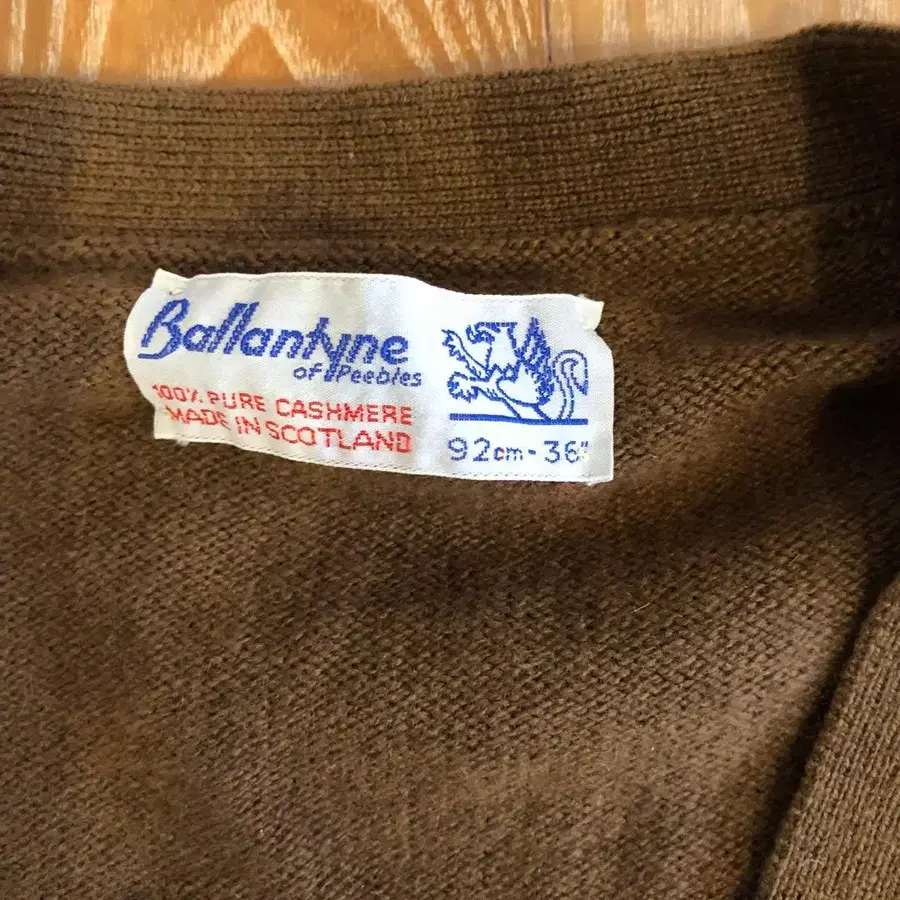 Ballantyne
of Peebles
100% PURE CASHMERE
MADE IN SCOTLAND
92cm - 36"